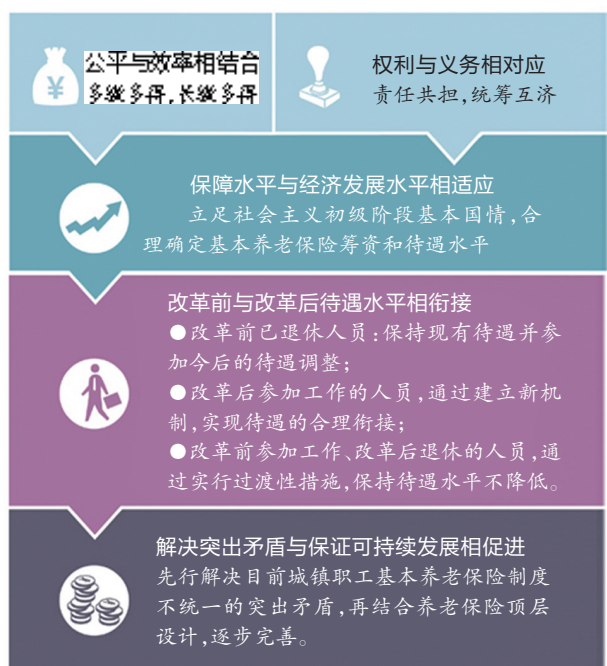 公平与效率相结合
多缴多得,长缴多得
权利与义务相对应
责任共担,统筹互济
保障水平与经济发展水平相适应
立足社会主义初级阶段基本国情,合
理确定基本养老保险筹资和待遇水平
改革前与改革后待遇水平相衔接
●改革前已退休人员:保持现有待遇并参
加今后的待遇调整;
●改革后参加工作的人员,通过建立新机
制,实现待遇的合理衔接;
●改革前参加工作、改革后退休的人员,通
过实行过渡性措施,保持待遇水平不降低。
解决突出矛盾与保证可持续发展相促进
先行解决目前城镇职工基本养老保险制度
不统一的突出矛盾,再结合养老保险顶层
设计,逐步完善。